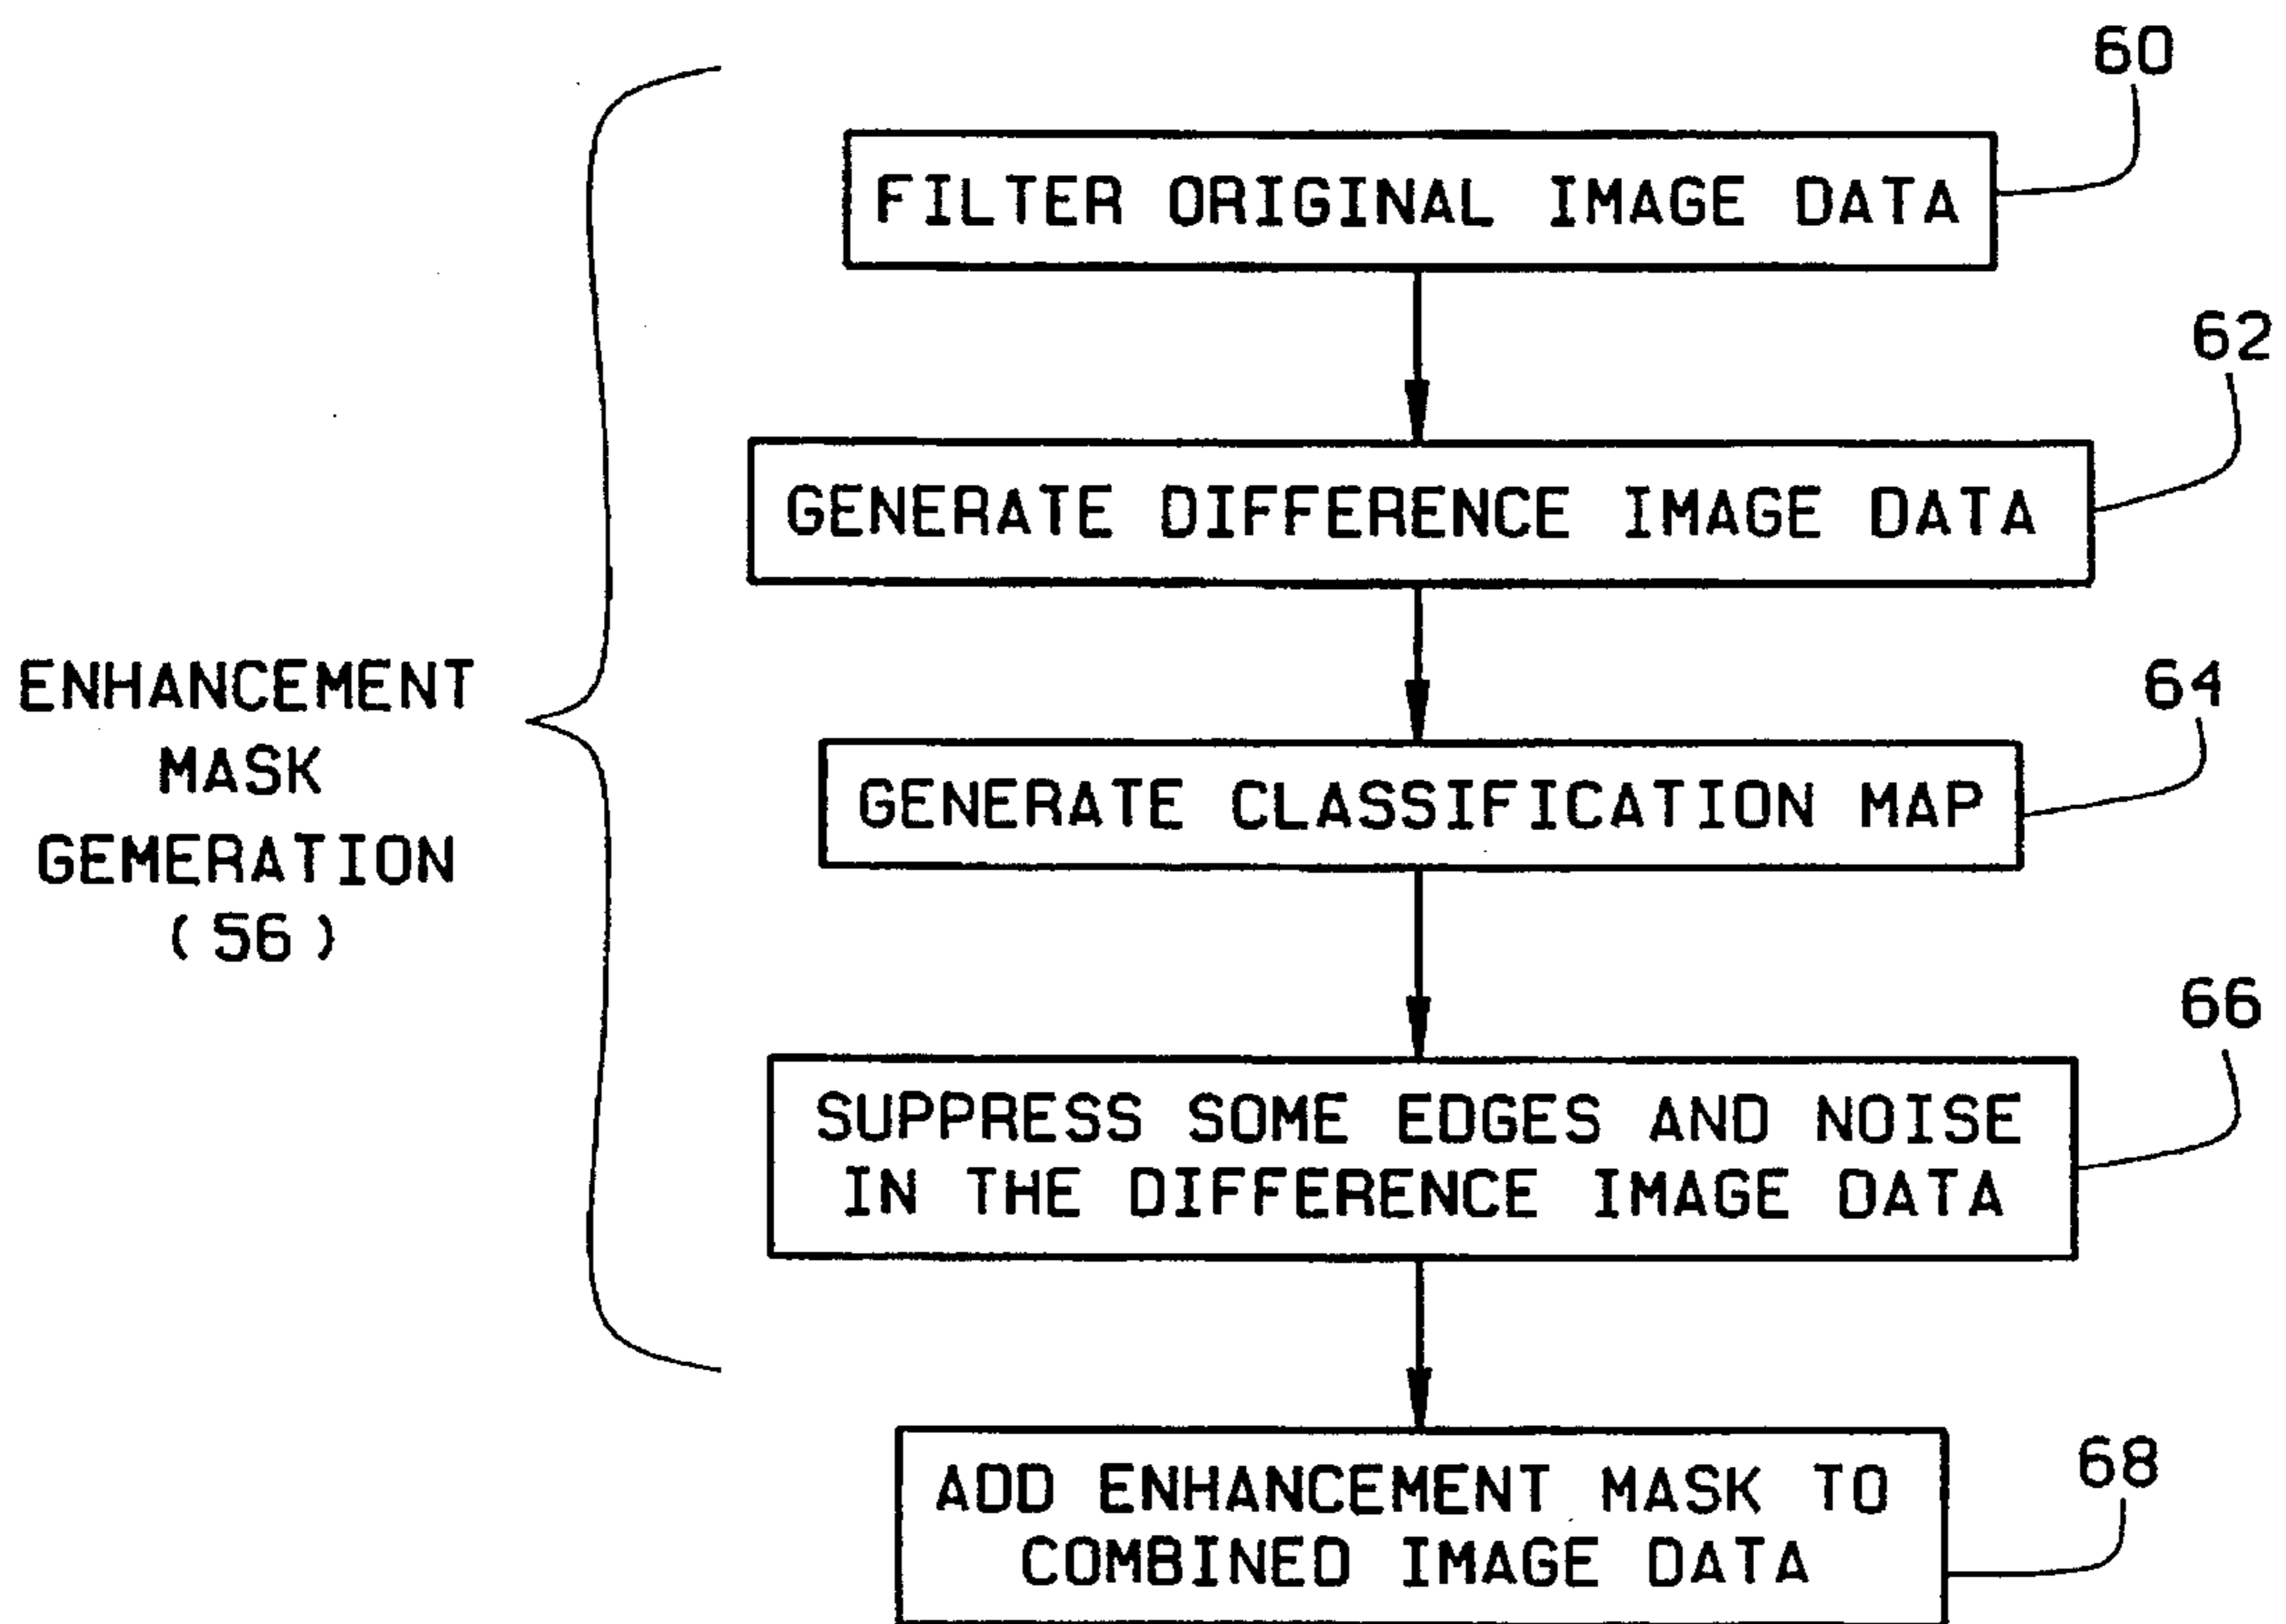 60
FILTER ORIGINAL IMAGE DATA
62
GENERATE DIFFERENCE IMAGE DATA
64
GENERATE CLASSIFICATION MAP
ENHANCEMENT
MASK
GEMERATION
(56)
66
SUPPRESS SOME EDGES AND NOISE
IN THE DIFFERENCE IMAGE DATA
68
ADD ENHANCEMENT MASK TO
COMBINED IMAGE DATA